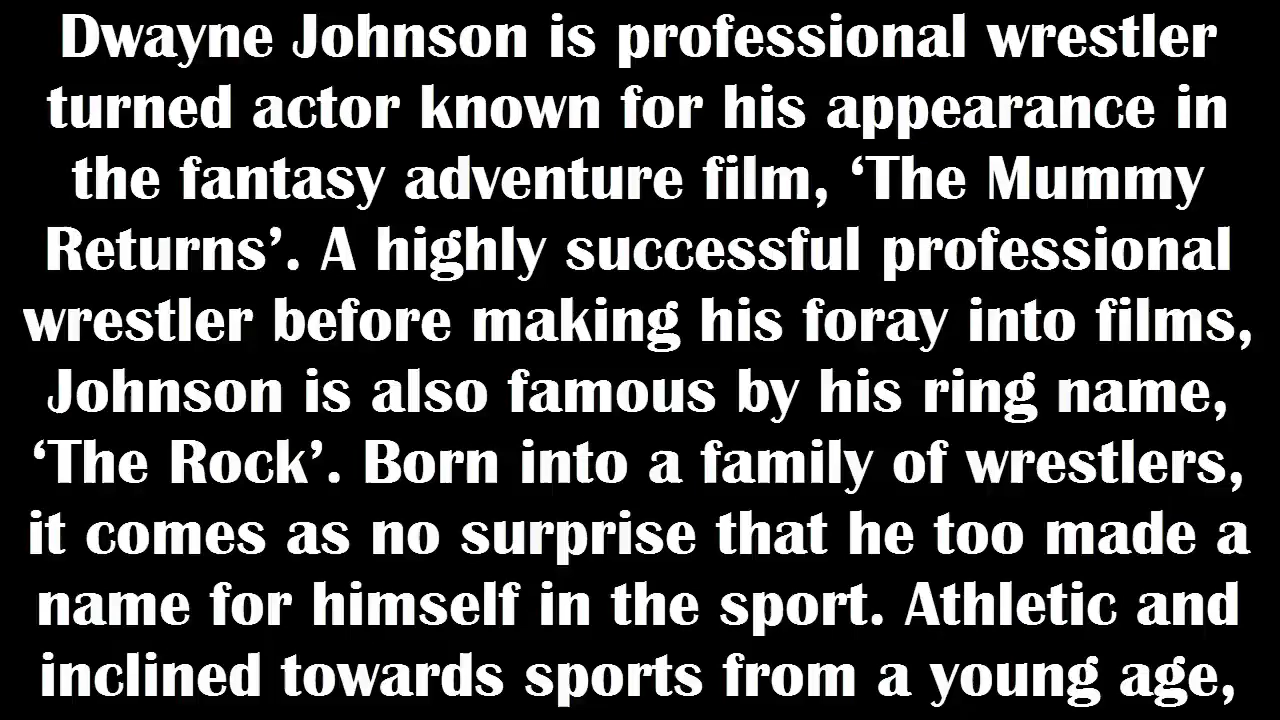 Dwayne Johnson is professional wrestler
turned actor known for his appearance in
the fantasy adventure film, ‘The Mummy
Returns’. A highly successful professional
wrestler before making his foray into films,
Johnson is also famous by his ring name,
‘The Rock’. Born into a family of wrestlers,
it comes as no surprise that he too made a
name for himself in the sport. Athletic and
inclined towards sports from a young age,